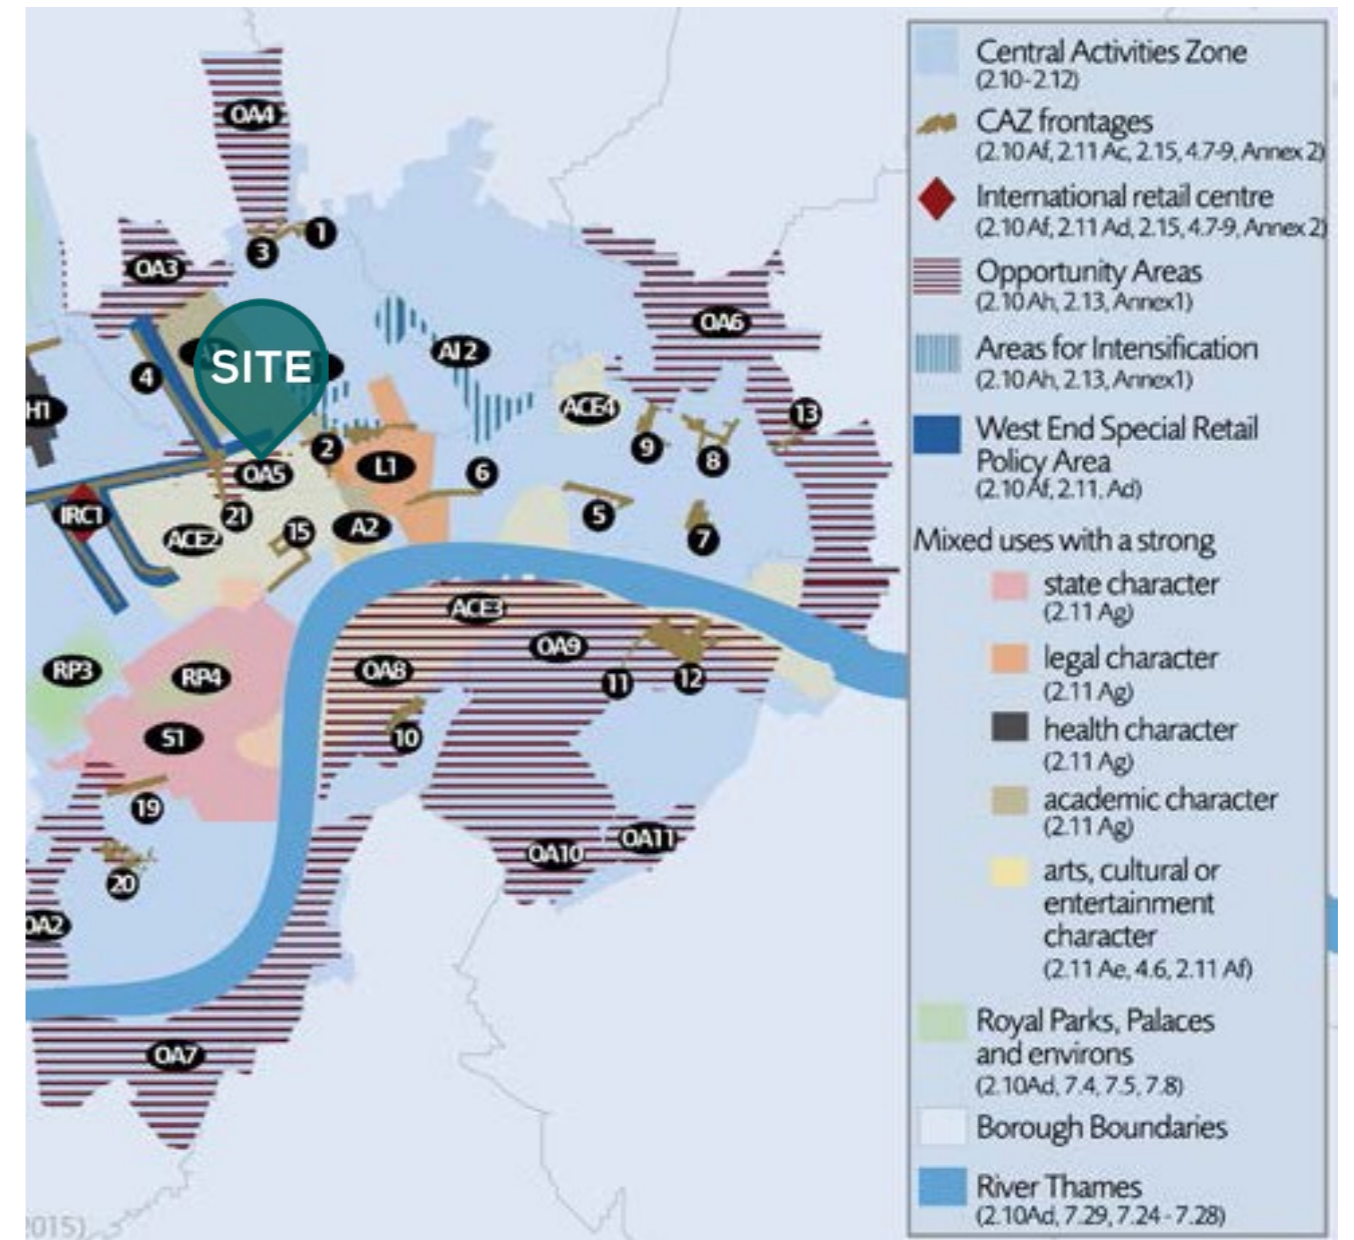 OA4
1
3
OA3
SITE
4
AI2
OA6
H1
ACE4
13
2
9
8
L1
OA5
6
IRC1
21
5
15
A2
ACE2
7
ACE3
OA9
RP3
RP4
OA8
11
12
S1
10
19
OA11
OA10
20
OA2
OA7
2015)
Central Activities Zone
(2.10-2.12)
CAZ frontages
(2.10 Af, 2.11 Ac, 2.15, 4.7-9, Annex 2)
International retail centre
(2.10 Af, 2.11 Ad, 2.15, 4.7-9, Annex 2)
Opportunity Areas
(2.10 Ah, 2.13, Annex1)
Areas for Intensification
(2.10 Ah, 2.13, Annex1)
West End Special Retail
Policy Area
(2.10 Af, 2.11, Ad)
Mixed uses with a strong
state character
(2.11 Ag)
legal character
(2.11 Ag)
health character
(2.11 Ag)
academic character
(2.11 Ag)
arts, cultural or
entertainment
character
(2.11 Ae, 4.6, 2.11 Af)
Royal Parks, Palaces
and environs
(2.10Ad, 7.4, 7.5, 7.8)
Borough Boundaries
River Thames
(2.10Ad, 7.29, 7.24 - 7.28)